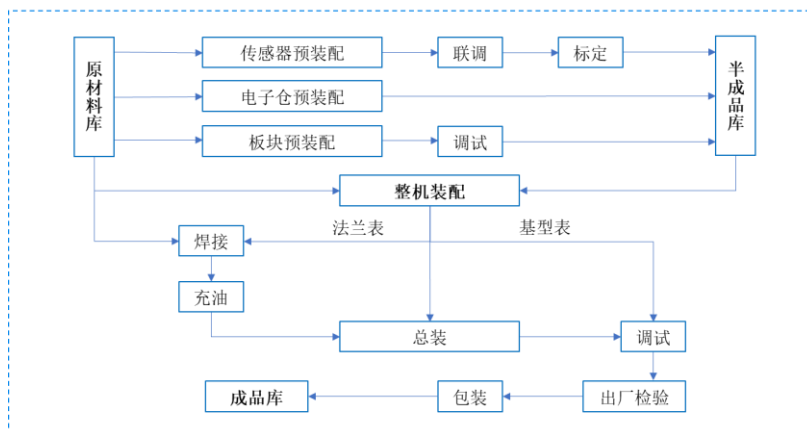 原材料库
传感器预装配
联调
标定
半成品库
电子仓预装配
板块预装配
调试
整机装配
法兰表
基型表
焊接
充油
总装
调试
成品库
包装
出厂检验